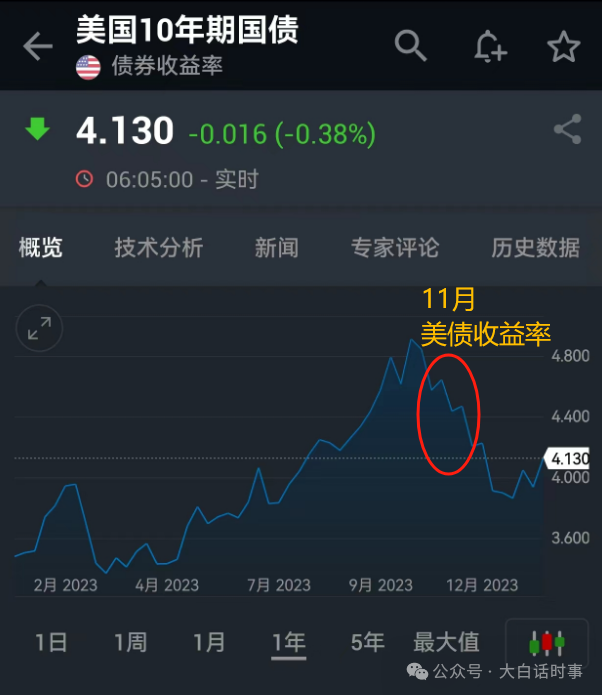 美国10年期国债
债券收益率
4.130 -0.016 (-0.38%)
06:05:00 - 实时
概览 技术分析 新闻 专家评论 历史数据
11月
美债收益率
4.800
4.400
4.130
4.000
3.600
2月 2023 4月 2023 7月 2023 9月 2023 12月 2023
1日 1周 1月 1年 5年 最大值
公众号 · 大白话时事